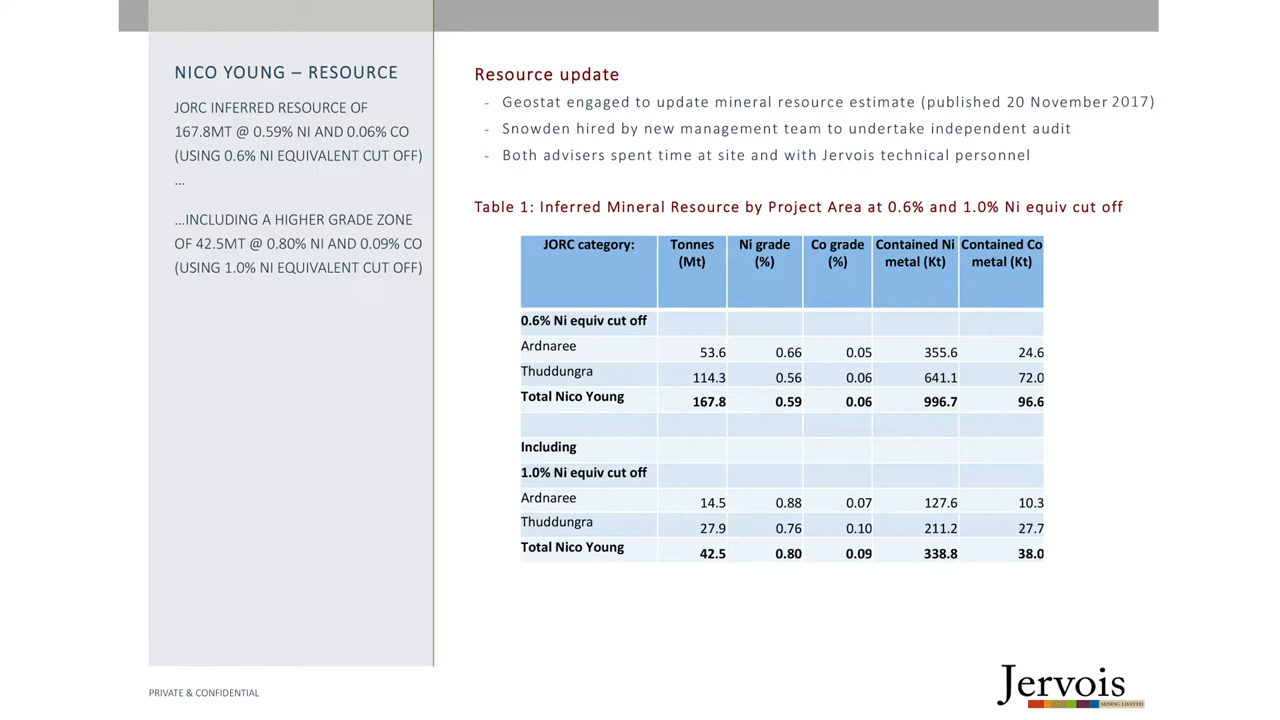 NICO YOUNG – RESOURCE
JORC INFERRED RESOURCE OF
167.8MT @ 0.59% NI AND 0.06% CO
(USING 0.6% NI EQUIVALENT CUT OFF)
…
…INCLUDING A HIGHER GRADE ZONE
OF 42.5MT @ 0.80% NI AND 0.09% CO
(USING 1.0% NI EQUIVALENT CUT OFF)
Resource update
- Geostat engaged to update mineral resource estimate (published 20 November 2017)
- Snowden hired by new management team to undertake independent audit
- Both advisers spent time at site and with Jervois technical personnel
Table 1: Inferred Mineral Resource by Project Area at 0.6% and 1.0% Ni equiv cut off
JORC category: Tonnes Ni grade Co grade Contained Ni Contained Co
(Mt) (%) (%) metal (Kt) metal (Kt)
0.6% Ni equiv cut off
Ardnaree 53.6 0.66 0.05 355.6 24.6
Thuddungra 114.3 0.56 0.06 641.1 72.0
Total Nico Young 167.8 0.59 0.06 996.7 96.6
Including
1.0% Ni equiv cut off
Ardnaree 14.5 0.88 0.07 127.6 10.3
Thuddungra 27.9 0.76 0.10 211.2 27.7
Total Nico Young 42.5 0.80 0.09 338.8 38.0
PRIVATE & CONFIDENTIAL
Jervois
MINING LIMITED